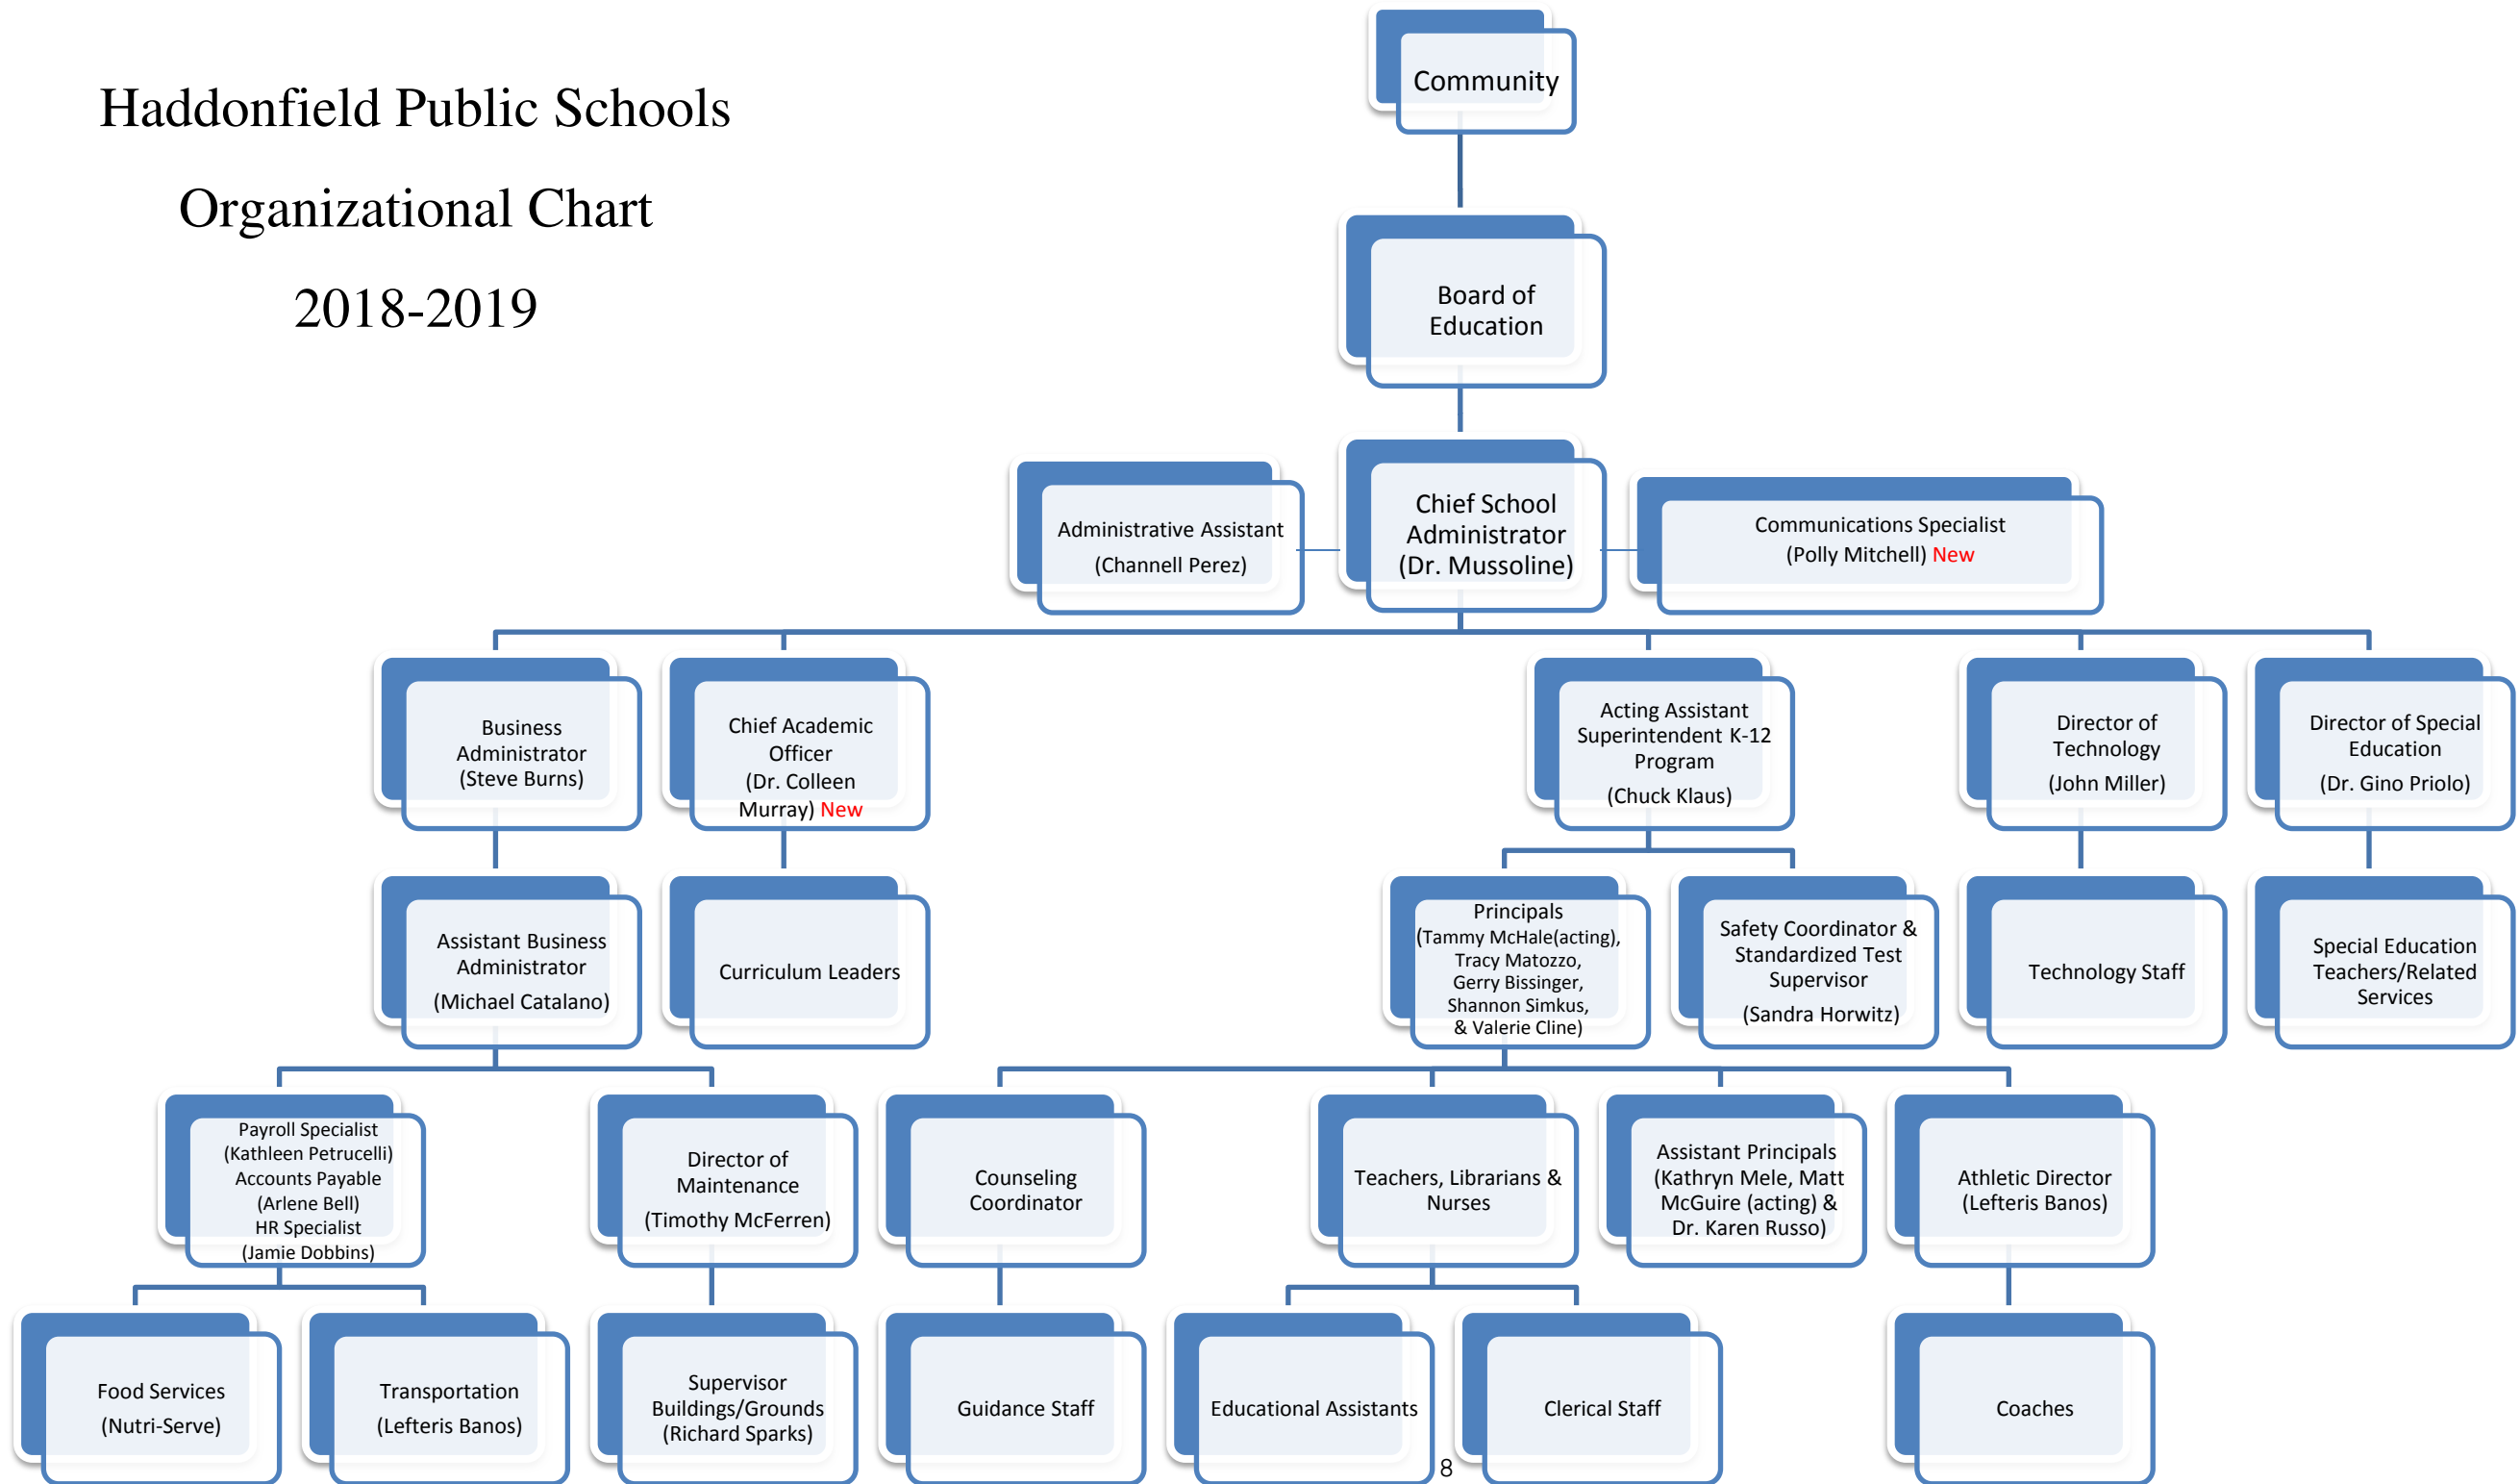 Haddonfield Public Schools
Organizational Chart
2018-2019
Community
Board of
Education
Administrative Assistant
(Channell Perez)
Chief School
Administrator
(Dr. Mussoline)
Communications Specialist
(Polly Mitchell) New
Business
Administrator
(Steve Burns)
Chief Academic
Officer
(Dr. Colleen
Murray) New
Acting Assistant
Superintendent K-12
Program
(Chuck Klaus)
Director of
Technology
(John Miller)
Director of Special
Education
(Dr. Gino Priolo)
Assistant Business
Administrator
(Michael Catalano)
Curriculum Leaders
Principals
(Tammy McHale(acting),
Tracy Matozzo,
Gerry Bissinger,
Shannon Simkus,
& Valerie Cline)
Safety Coordinator &
Standardized Test
Supervisor
(Sandra Horwitz)
Technology Staff
Special Education
Teachers/Related
Services
Payroll Specialist
(Kathleen Petrucelli)
Accounts Payable
(Arlene Bell)
HR Specialist
(Jamie Dobbins)
Director of
Maintenance
(Timothy McFerren)
Counseling
Coordinator
Teachers, Librarians &
Nurses
Assistant Principals
(Kathryn Mele, Matt
McGuire (acting) &
Dr. Karen Russo)
Athletic Director
(Lefteris Banos)
Food Services
(Nutri-Serve)
Transportation
(Lefteris Banos)
Supervisor
Buildings/Grounds
(Richard Sparks)
Guidance Staff
Educational Assistants
Clerical Staff
Coaches
8